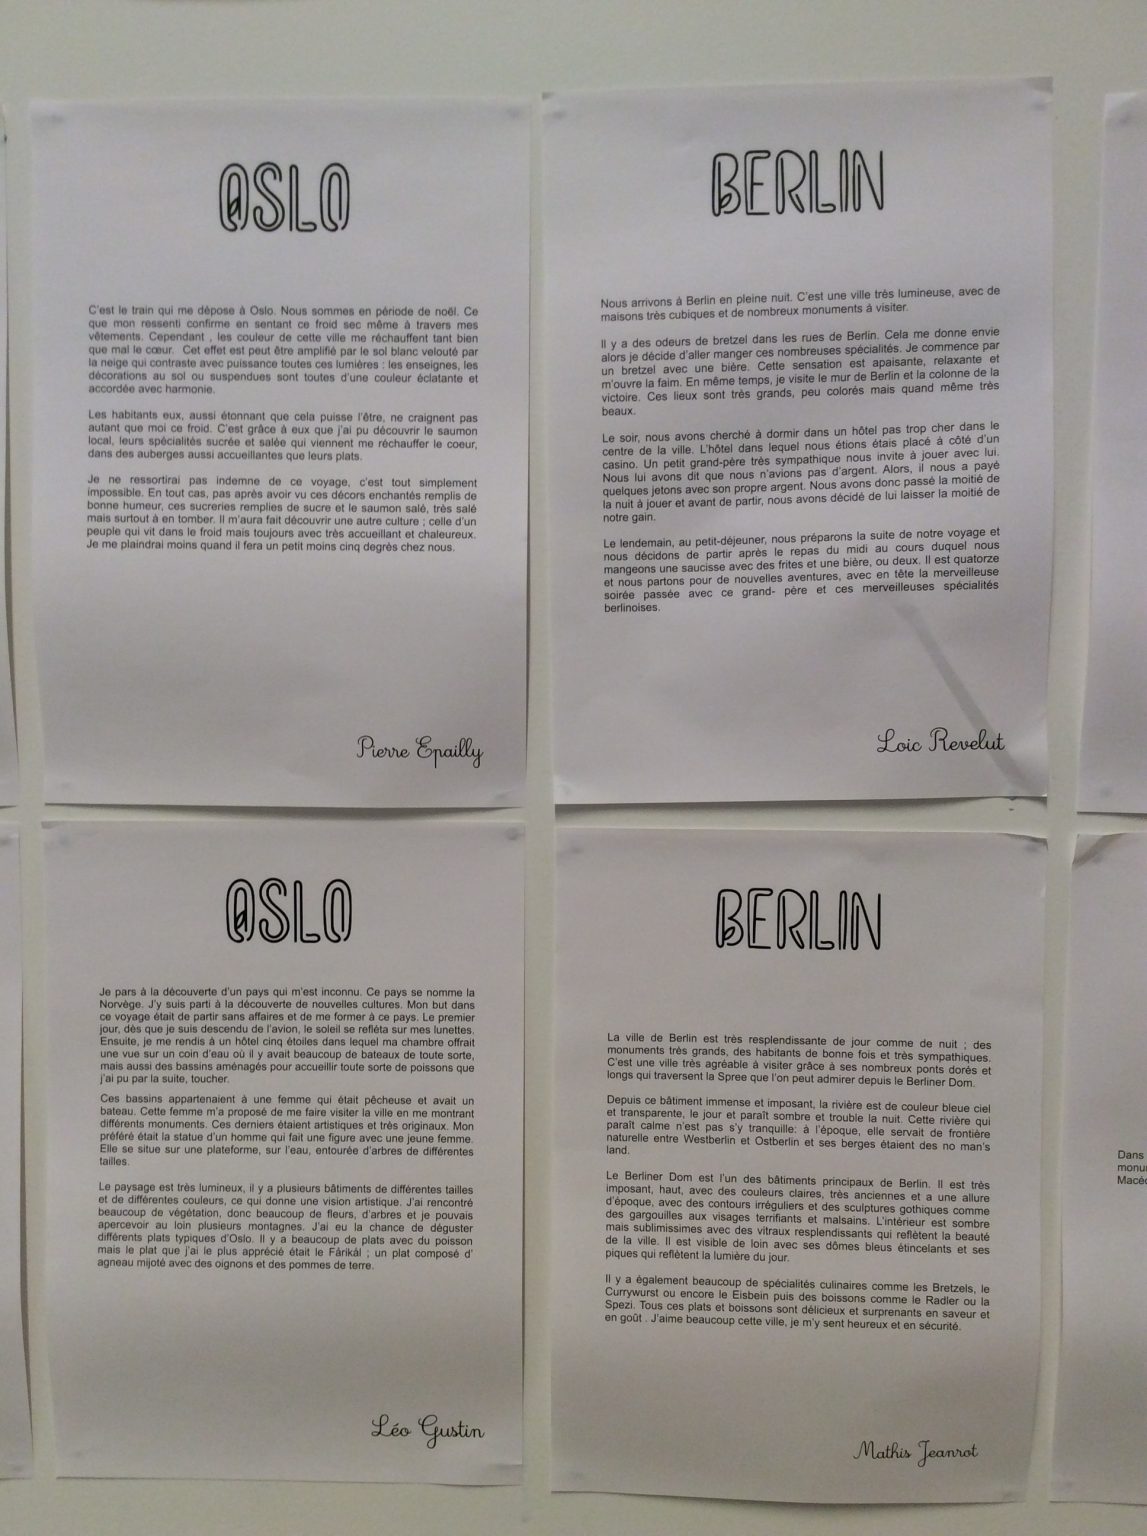 OSLO
C'est le train qui me dépose à Oslo. Nous sommes en période de noël. Ce
que mon ressenti confirme en sentant ce froid sec même à travers mes
vêtements. Cependant , les couleur de cette ville me réchauffent tant bien
que mal le cœur. Cet effet est peut être amplifié par le sol blanc velouté par
la neige qui contraste avec puissance toutes ces lumières : les enseignes, les
décorations au sol ou suspendues sont toutes d'une couleur éclatante et
accordée avec harmonie.
Les habitants eux, aussi étonnant que cela puisse l'être, ne craignent pas
autant que moi ce froid. C'est grâce à eux que j'ai pu découvrir le saumon
local, leurs spécialités sucrée et salée qui viennent me réchauffer le coeur,
dans des auberges aussi accueillantes que leurs plats.
Je ne ressortirai pas indemne de ce voyage, c'est tout simplement
impossible. En tout cas, pas après avoir vu ces décors enchantés remplis de
bonne humeur, ces sucreries remplies de sucre et le saumon salé, très salé
mais surtout à en tomber. Il m'aura fait découvrir une autre culture ; celle d'un
peuple qui vit dans le froid mais toujours avec très accueillant et chaleureux.
Je me plaindrai moins quand il fera un petit moins cinq degrès chez nous.
Pierre Epailly
BERLIN
Nous arrivons à Berlin en pleine nuit. C'est une ville très lumineuse, avec de
maisons très cubiques et de nombreux monuments à visiter.
Il y a des odeurs de bretzel dans les rues de Berlin. Cela me donne envie
alors je décide d'aller manger ces nombreuses spécialités. Je commence par
un bretzel avec une bière. Cette sensation est apaisante, relaxante et
m'ouvre la faim. En même temps, je visite le mur de Berlin et la colonne de la
victoire. Ces lieux sont très grands, peu colorés mais quand même très
beaux.
Le soir, nous avons cherché à dormir dans un hôtel pas trop cher dans le
centre de la ville. L'hôtel dans lequel nous étions étais placé à côté d'un
casino. Un petit grand-père très sympathique nous invite à jouer avec lui.
Nous lui avons dit que nous n'avions pas d'argent. Alors, il nous a payé
quelques jetons avec son propre argent. Nous avons donc passé la moitié de
la nuit à jouer et avant de partir, nous avons décidé de lui laisser la moitié de
notre gain.
Le lendemain, au petit-déjeuner, nous préparons la suite de notre voyage et
nous décidons de partir après le repas du midi au cours duquel nous
mangeons une saucisse avec des frites et une bière, ou deux. Il est quatorze
et nous partons pour de nouvelles aventures, avec en tête la merveilleuse
soirée passée avec ce grand- père et ces merveilleuses spécialités
berlinoises.
Loic Revelut
OSLO
Je pars à la découverte d'un pays qui m'est inconnu. Ce pays se nomme la
Norvège. J'y suis parti à la découverte de nouvelles cultures. Mon but dans
ce voyage était de partir sans affaires et de me former à ce pays. Le premier
jour, dès que je suis descendu de l'avion, le soleil se refléta sur mes lunettes.
Ensuite, je me rendis à un hôtel cinq étoiles dans lequel ma chambre offrait
une vue sur un coin d'eau où il y avait beaucoup de bateaux de toute sorte,
mais aussi des bassins aménagés pour accueillir toute sorte de poissons que
j'ai pu par la suite, toucher.
Ces bassins appartenaient à une femme qui était pêcheuse et avait un
bateau. Cette femme m'a proposé de me faire visiter la ville en me montrant
différents monuments. Ces derniers étaient artistiques et très originaux. Mon
préféré était la statue d'un homme qui fait une figure avec une jeune femme.
Elle se situe sur une plateforme, sur l'eau, entourée d'arbres de différentes
tailles.
Le paysage est très lumineux, il y a plusieurs bâtiments de différentes tailles
et de différentes couleurs, ce qui donne une vision artistique. J'ai rencontré
beaucoup de végétation, donc beaucoup de fleurs, d'arbres et je pouvais
apercevoir au loin plusieurs montagnes. J'ai eu la chance de déguster
différents plats typiques d'Oslo. Il y a beaucoup de plats avec du poisson
mais le plat que j'ai le plus apprécié était le Fårikål ; un plat composé d'
agneau mijoté avec des oignons et des pommes de terre.
Léo Gustin
BERLIN
La ville de Berlin est très resplendissante de jour comme de nuit ; des
monuments très grands, des habitants de bonne fois et très sympathiques.
C'est une ville très agréable à visiter grâce à ses nombreux ponts dorés et
longs qui traversent la Spree que l'on peut admirer depuis le Berliner Dom.
Depuis ce bâtiment immense et imposant, la rivière est de couleur bleue ciel
et transparente, le jour et paraît sombre et trouble la nuit. Cette rivière qui
paraît calme n'est pas s'y tranquille: à l'époque, elle servait de frontière
naturelle entre Westberlin et Ostberlin et ses berges étaient des no man's
land.
Le Berliner Dom est l'un des bâtiments principaux de Berlin. Il est très
imposant, haut, avec des couleurs claires, très anciennes et a une allure
d'époque, avec des contours irréguliers et des sculptures gothiques comme
des gargouilles aux visages terrifiants et malsains. L'intérieur est sombre
mais sublimissimes avec des vitraux resplendissants qui reflètent la beauté
de la ville. Il est visible de loin avec ses dômes bleus étincelants et ses
piques qui reflètent la lumière du jour.
Il y a également beaucoup de spécialités culinaires comme les Bretzels, le
Currywurst ou encore le Eisbein puis des boissons comme le Radler ou la
Spezi. Tous ces plats et boissons sont délicieux et surprenants en saveur et
en goût . J'aime beaucoup cette ville, je m'y sent heureux et en sécurité.
Mathis Jeanrot
Dans
monu
Macéd